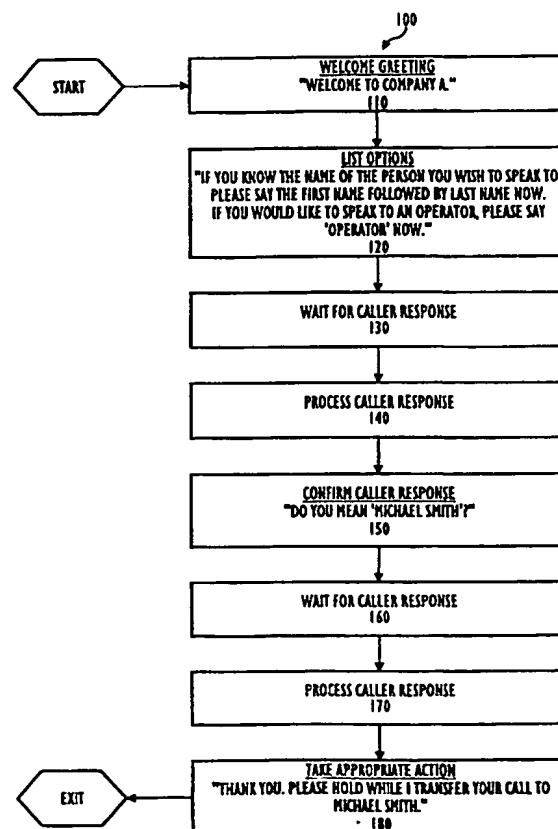 100
START
WELCOME GREETING
"WELCOME TO COMPANY A."
110
LIST OPTIONS
"IF YOU KNOW THE NAME OF THE PERSON YOU WISH TO SPEAK TO,
PLEASE SAY THE FIRST NAME FOLLOWED BY LAST NAME NOW.
IF YOU WOULD LIKE TO SPEAK TO AN OPERATOR, PLEASE SAY
'OPERATOR' NOW."
120
WAIT FOR CALLER RESPONSE
130
PROCESS CALLER RESPONSE
140
CONFIRM CALLER RESPONSE
"DO YOU MEAN 'MICHAEL SMITH'?"
150
WAIT FOR CALLER RESPONSE
160
PROCESS CALLER RESPONSE
170
TAKE APPROPRIATE ACTION
"THANK YOU. PLEASE HOLD WHILE I TRANSFER YOUR CALL TO
MICHAEL SMITH."
180
EXIT